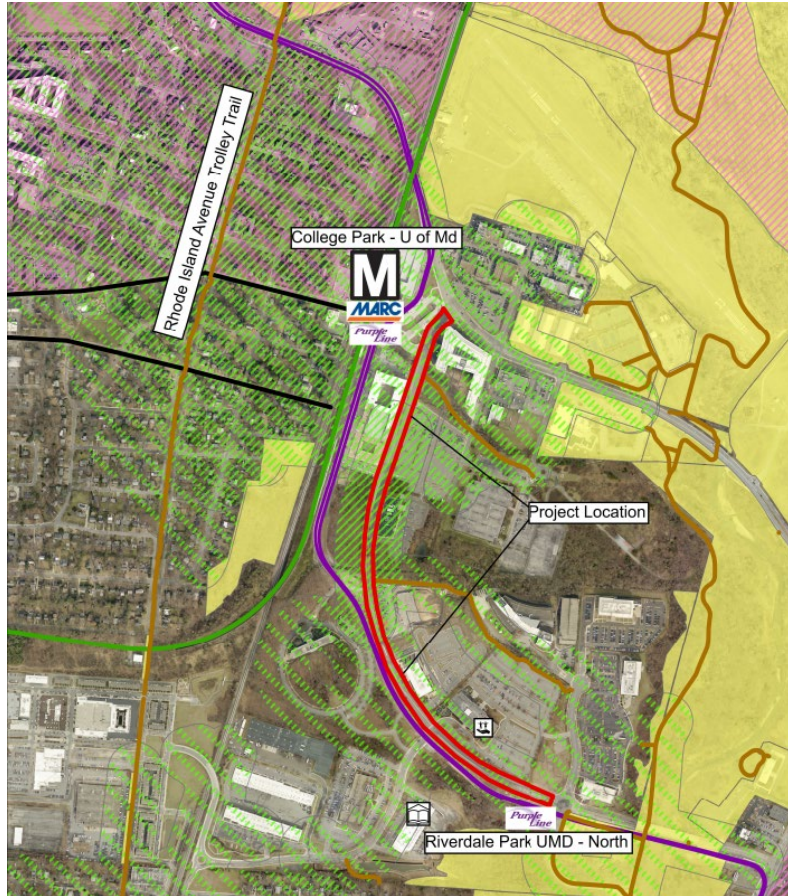 Rhode Island Avenue Trolley Trail
College Park - U of Md
M
MARC
Purple
Line
Project Location
Purple
Line
Riverdale Park UMD - North